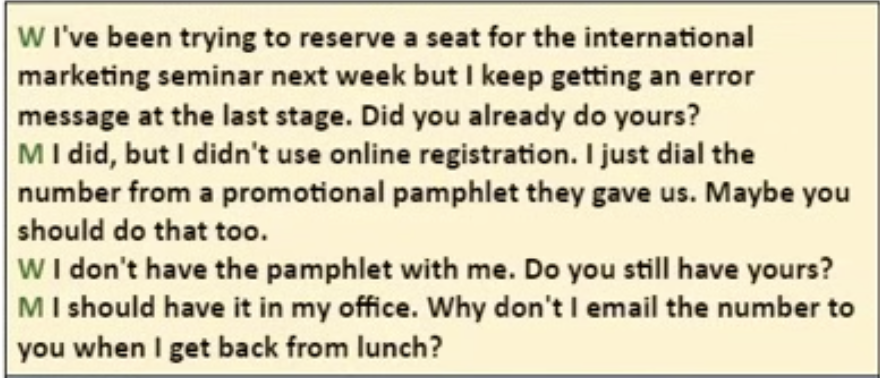 W I've been trying to reserve a seat for the international
marketing seminar next week but I keep getting an error
message at the last stage. Did you already do yours?
M I did, but I didn't use online registration. I just dial the
number from a promotional pamphlet they gave us. Maybe you
should do that too.
W I don't have the pamphlet with me. Do you still have yours?
M I should have it in my office. Why don't I email the number to
you when I get back from lunch?